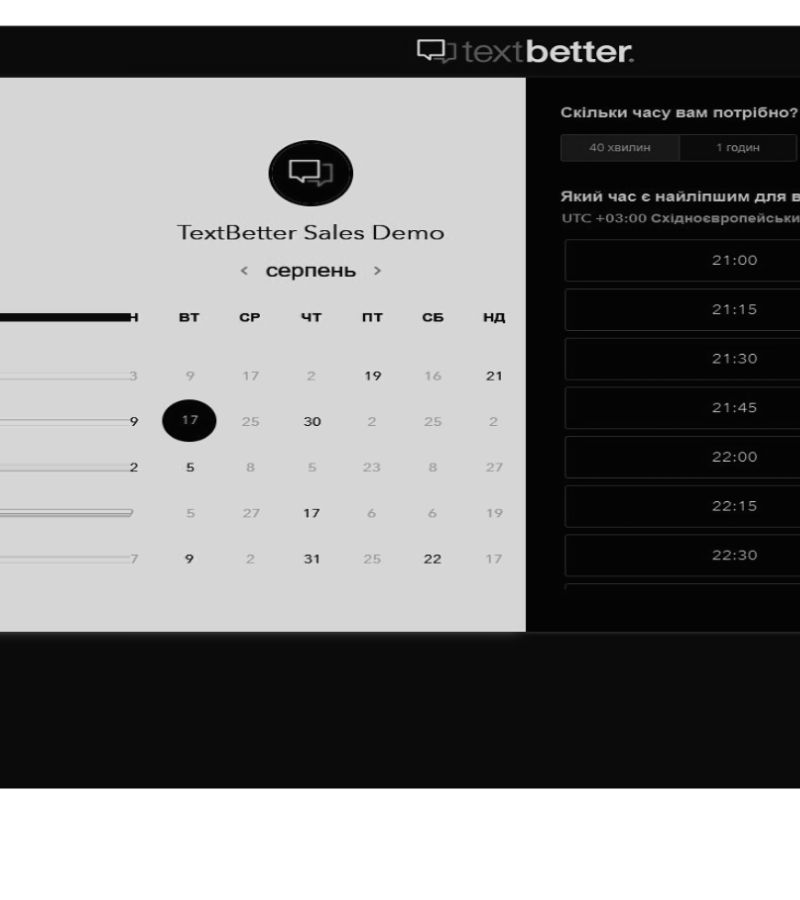 textbetter.
TextBetter Sales Demo
< серпень >
ВТ СР ЧТ ПТ СБ НД
3 9 17 2 19 16 21
9 17 25 30 2 25 2
2 5 8 5 23 8 27
5 27 17 6 6 19
7 9 2 31 25 22 17
Скільки часу вам потрібно?
40 хвилин 1 годин
Який час є найліпшим для в
UTC +03:00 Східноєвропейськи
21:00
21:15
21:30
21:45
22:00
22:15
22:30